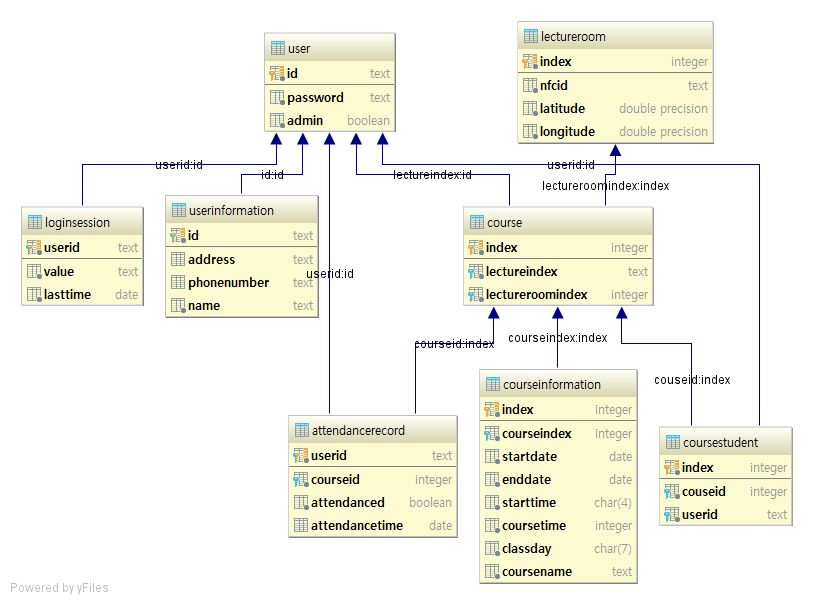 user
id text
password text
admin boolean
lectureroom
index integer
nfcid text
latitude double precision
longitude double precision
userid:id
id:id
lectureindex:id
userid:id
lectureroomindex:index
loginsession
userid text
value text
lasttime date
userinformation
id text
address text
phonenumber text
name text
userid:id
course
index integer
lectureindex text
lectureroomindex integer
courseid:index
courseindex:index
couseid:index
attendancerecord
userid text
courseid integer
attendanced boolean
attendancetime date
courseinformation
index integer
courseindex integer
startdate date
enddate date
starttime char(4)
coursetime integer
classday char(7)
coursename text
coursestudent
index integer
couseid integer
userid text
Powered by yFiles